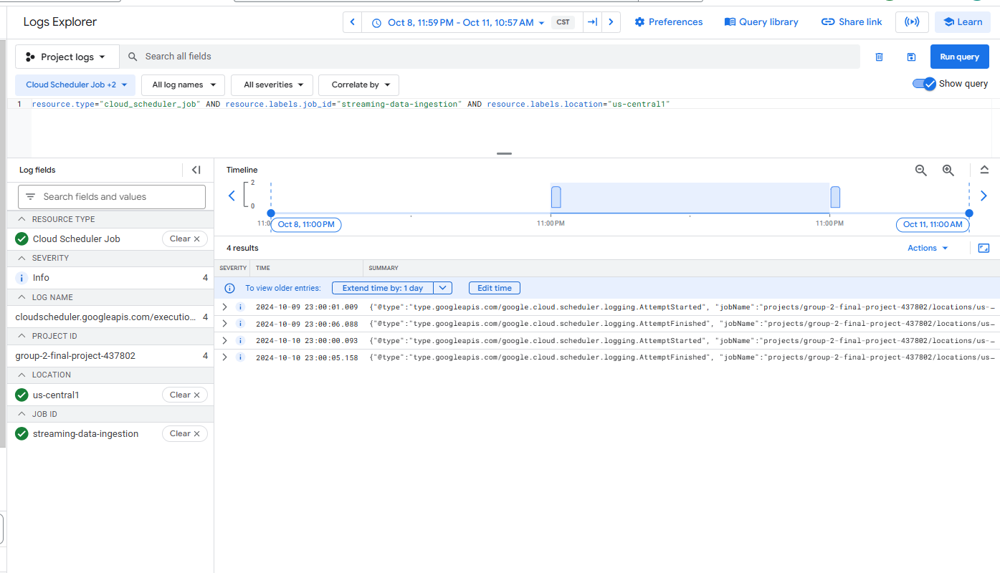 Logs Explorer
Oct 8, 11:59 PM - Oct 11, 10:57 AM CST
Preferences
Query library
Share link
Learn
Project logs
Search all fields
Run query
Cloud Scheduler Job +2
All log names
All severities
Correlate by
Show query
1 resource.type="cloud_scheduler_job" AND resource.labels.job_id="streaming-data-ingestion" AND resource.labels.location="us-central1"
Log fields
Search fields and values
RESOURCE TYPE
Cloud Scheduler Job Clear
SEVERITY
Info 4
LOG NAME
cloudscheduler.googleapis.com/executio... 4
PROJECT ID
group-2-final-project-437802 4
LOCATION
us-central1 Clear
JOB ID
streaming-data-ingestion Clear
Timeline
2
0
11:0
Oct 8, 11:00 PM
11:00 PM
11:00 PM
Oct 11, 11:00 AM
4 results
Actions
SEVERITY TIME SUMMARY
To view older entries: Extend time by: 1 day Edit time
2024-10-09 23:00:01.009 {"@type":"type.googleapis.com/google.cloud.scheduler.logging.AttemptStarted", "jobName":"projects/group-2-final-project-437802/locations/us-…
2024-10-09 23:00:06.088 {"@type":"type.googleapis.com/google.cloud.scheduler.logging.AttemptFinished", "jobName":"projects/group-2-final-project-437802/locations/us…
2024-10-10 23:00:00.093 {"@type":"type.googleapis.com/google.cloud.scheduler.logging.AttemptStarted", "jobName":"projects/group-2-final-project-437802/locations/us-…
2024-10-10 23:00:05.158 {"@type":"type.googleapis.com/google.cloud.scheduler.logging.AttemptFinished", "jobName":"projects/group-2-final-project-437802/locations/us…